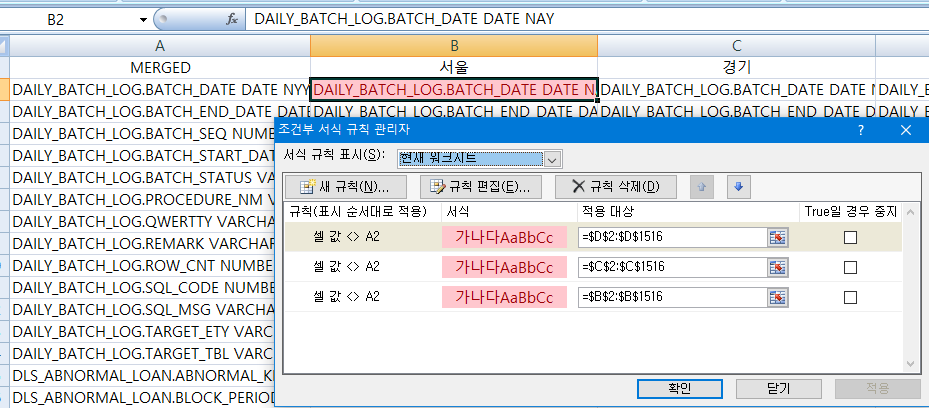 B2 fx DAILY_BATCH_LOG.BATCH_DATE DATE NAY
A B C
MERGED 서울 경기
DAILY_BATCH_LOG.BATCH_DATE DATE NYY DAILY_BATCH_LOG.BATCH_DATE DATE N DAILY_BATCH_LOG.BATCH_DATE DATE N DAILY_B
DAILY_BATCH_LOG.BATCH_END_DATE DATE DAILY_BATCH_LOG.BATCH_END_DATE D DAILY_BATCH_LOG.BATCH_END_DATE D DAILY_B
DAILY_BATCH_LOG.BATCH_SEQ NUMB
DAILY_BATCH_LOG.BATCH_START_DAT
DAILY_BATCH_LOG.BATCH_STATUS VA
DAILY_BATCH_LOG.PROCEDURE_NM V
DAILY_BATCH_LOG.QWERTTY VARCHA
DAILY_BATCH_LOG.REMARK VARCHAR
DAILY_BATCH_LOG.ROW_CNT NUMBE
DAILY_BATCH_LOG.SQL_CODE NUMBE
DAILY_BATCH_LOG.SQL_MSG VARCHA
DAILY_BATCH_LOG.TARGET_ETY VARC
DAILY_BATCH_LOG.TARGET_TBL VARC
DLS_ABNORMAL_LOAN.ABNORMAL_K
DLS_ABNORMAL_LOAN.BLOCK_PERIOD
조건부 서식 규칙 관리자
서식 규칙 표시(S): 현재 워크시트
새 규칙(N)... 규칙 편집(E)... 규칙 삭제(D)
규칙(표시 순서대로 적용) 서식 적용 대상 True일 경우 중지
셀 값 <> A2 가나다AaBbCc =$D$2:$D$1516
셀 값 <> A2 가나다AaBbCc =$C$2:$C$1516
셀 값 <> A2 가나다AaBbCc =$B$2:$B$1516
확인 닫기 적용